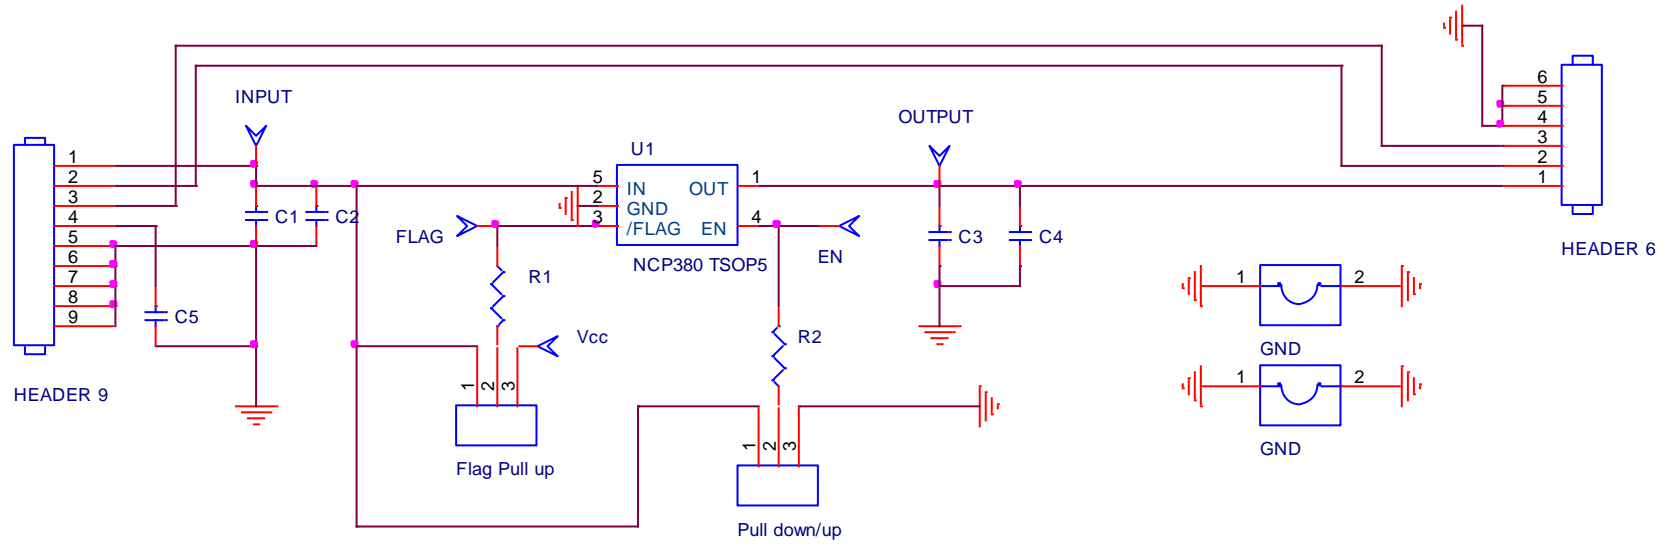 INPUT
OUTPUT
U1
1
2
3
4
5
6
7
8
9
HEADER 9
C1
C2
C5
FLAG
5
2
3
IN
GND
/FLAG
OUT
EN
1
4
NCP380 TSOP5
EN
R1
Vcc
1
2
3
Flag Pull up
R2
1
2
3
Pull down/up
C3
C4
6
5
4
3
2
1
HEADER 6
1
2
GND
1
2
GND